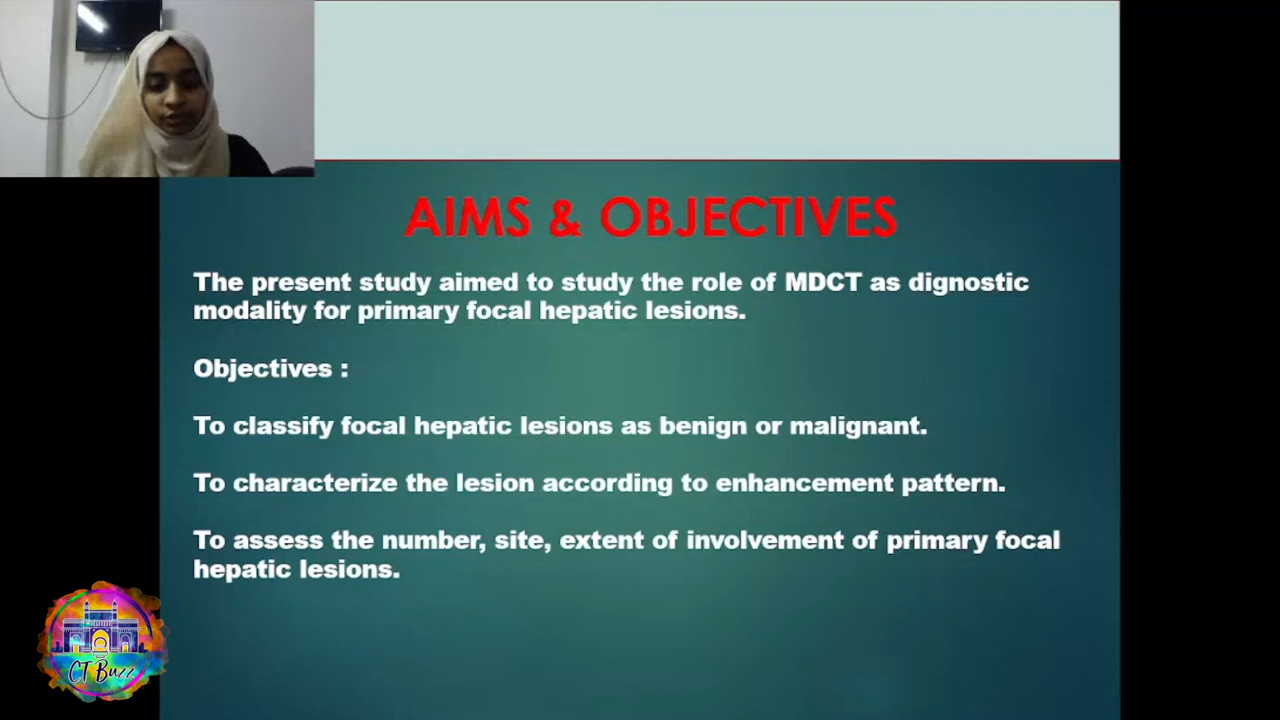 AIMS & OBJECTIVES
The present study aimed to study the role of MDCT as dignostic
modality for primary focal hepatic lesions.
Objectives :
To classify focal hepatic lesions as benign or malignant.
To characterize the lesion according to enhancement pattern.
To assess the number, site, extent of involvement of primary focal
hepatic lesions.
CT Buzz